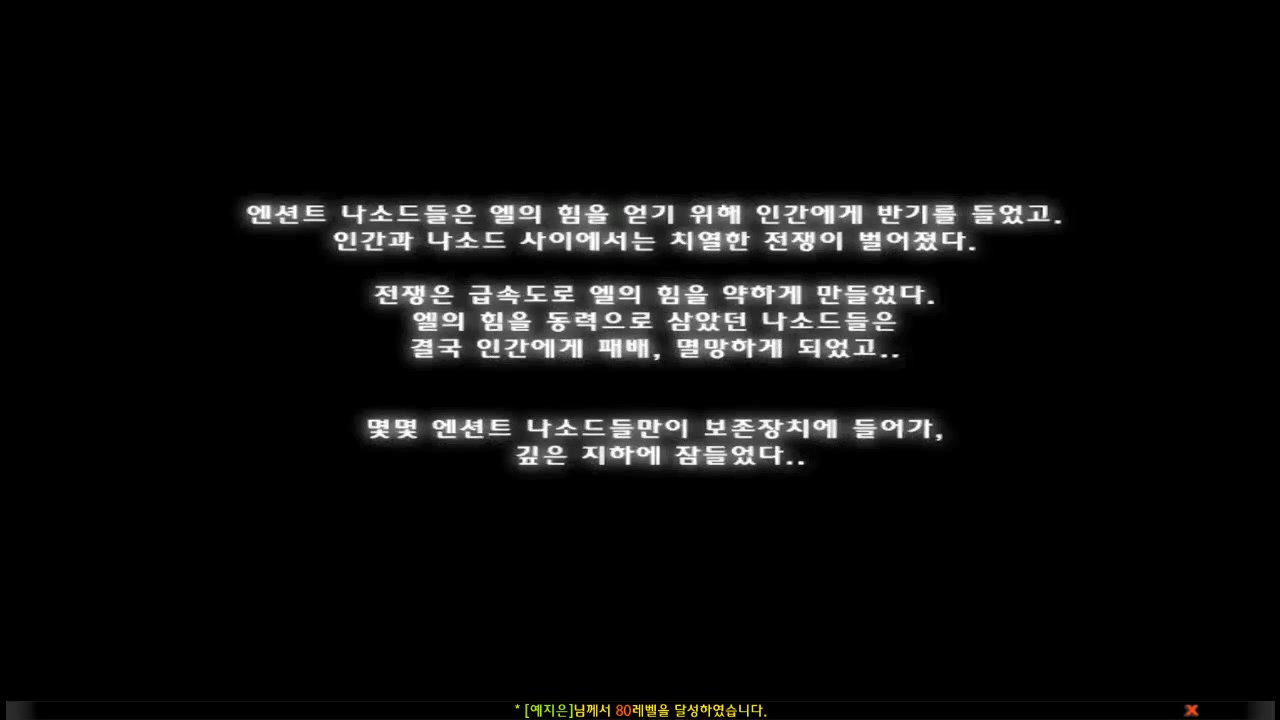 엔션트 나소드들은 엘의 힘을 얻기 위해 인간에게 반기를 들었고.
인간과 나소드 사이에서는 치열한 전쟁이 벌어졌다.
전쟁은 급속도로 엘의 힘을 약하게 만들었다.
엘의 힘을 동력으로 삼았던 나소드들은
결국 인간에게 패배, 멸망하게 되었고..
몇몇 엔션트 나소드들만이 보존장치에 들어가,
깊은 지하에 잠들었다..
* [예지은]님께서 80레벨을 달성하였습니다.